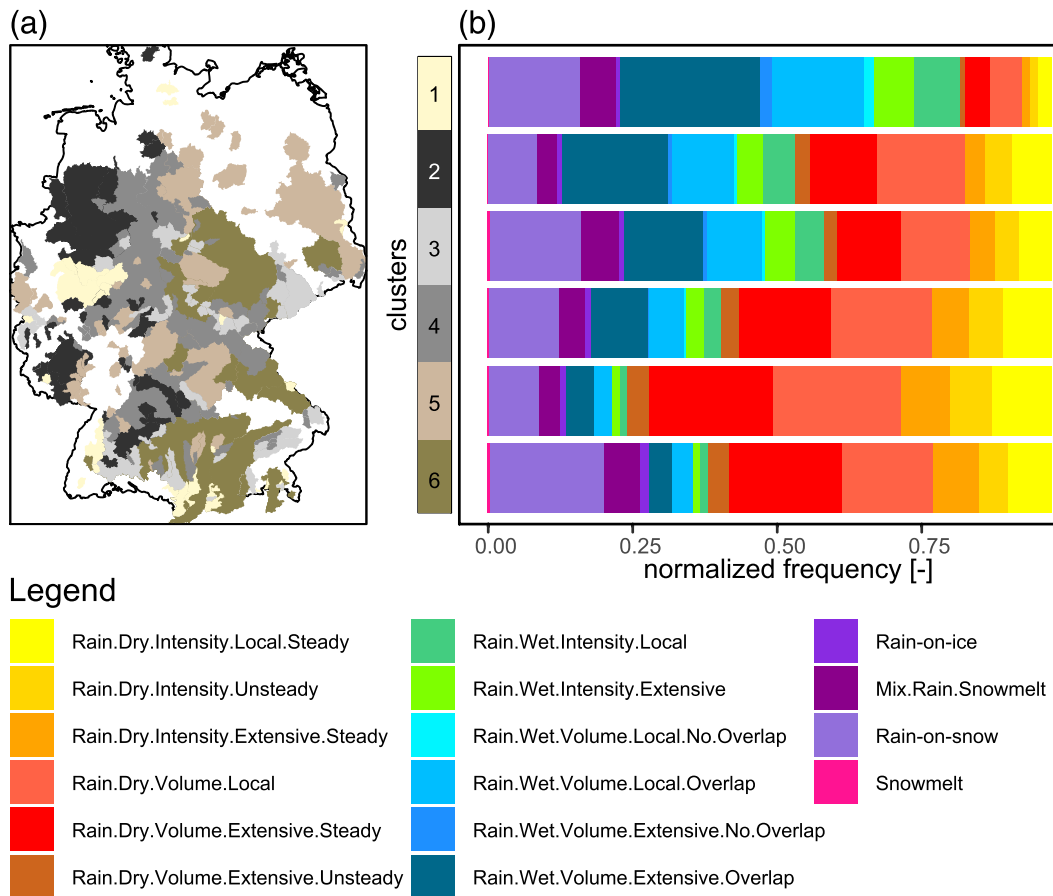 (a)
(b)
clusters
1
2
3
4
5
6
0.00 0.25 0.50 0.75
normalized frequency [-]
Legend
Rain.Dry.Intensity.Local.Steady
Rain.Dry.Intensity.Unsteady
Rain.Dry.Intensity.Extensive.Steady
Rain.Dry.Volume.Local
Rain.Dry.Volume.Extensive.Steady
Rain.Dry.Volume.Extensive.Unsteady
Rain.Wet.Intensity.Local
Rain.Wet.Intensity.Extensive
Rain.Wet.Volume.Local.No.Overlap
Rain.Wet.Volume.Local.Overlap
Rain.Wet.Volume.Extensive.No.Overlap
Rain.Wet.Volume.Extensive.Overlap
Rain-on-ice
Mix.Rain.Snowmelt
Rain-on-snow
Snowmelt